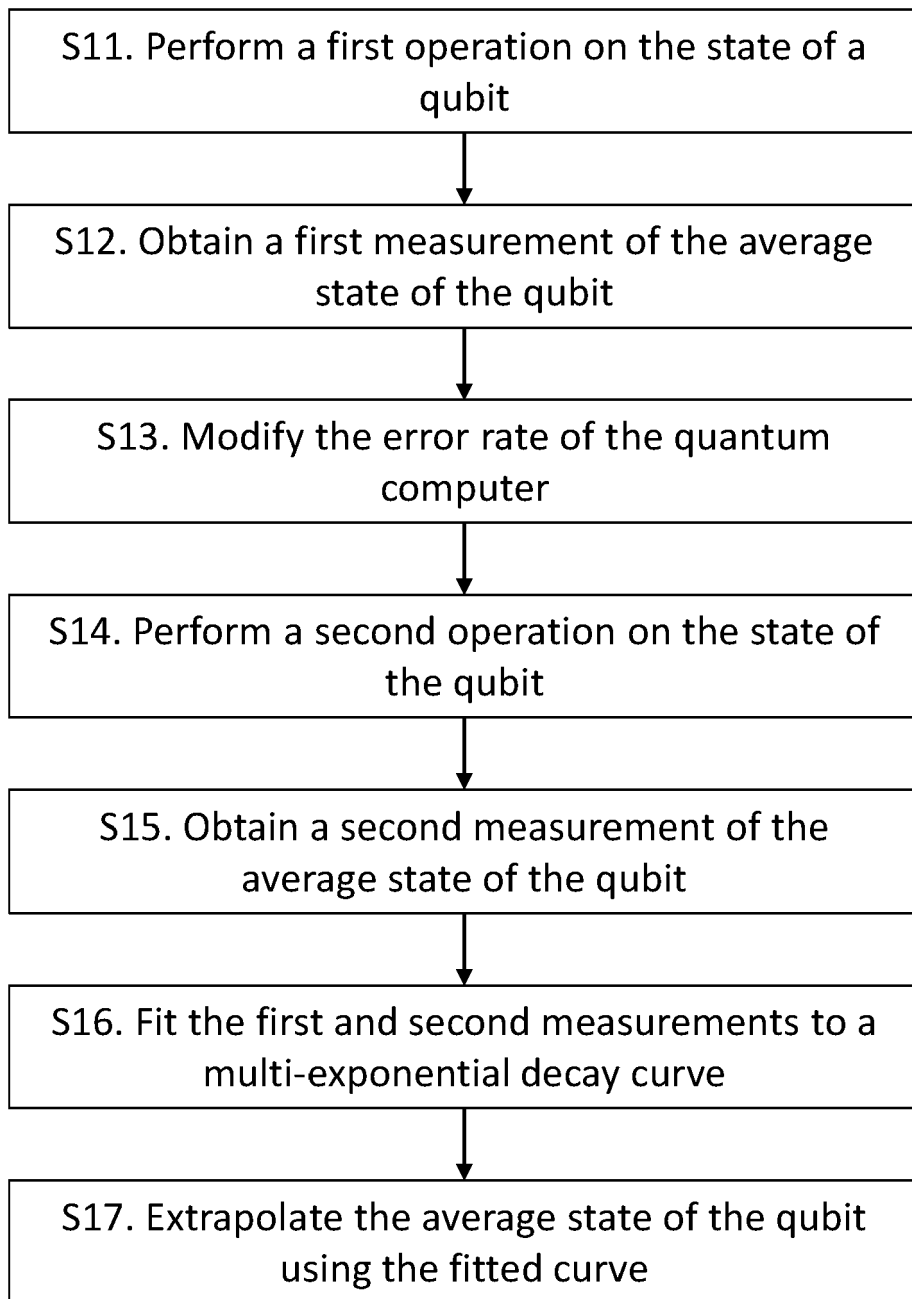 S11. Perform a first operation on the state of a
qubit
S12. Obtain a first measurement of the average
state of the qubit
S13. Modify the error rate of the quantum
computer
S14. Perform a second operation on the state of
the qubit
S15. Obtain a second measurement of the
average state of the qubit
S16. Fit the first and second measurements to a
multi-exponential decay curve
S17. Extrapolate the average state of the qubit
using the fitted curve